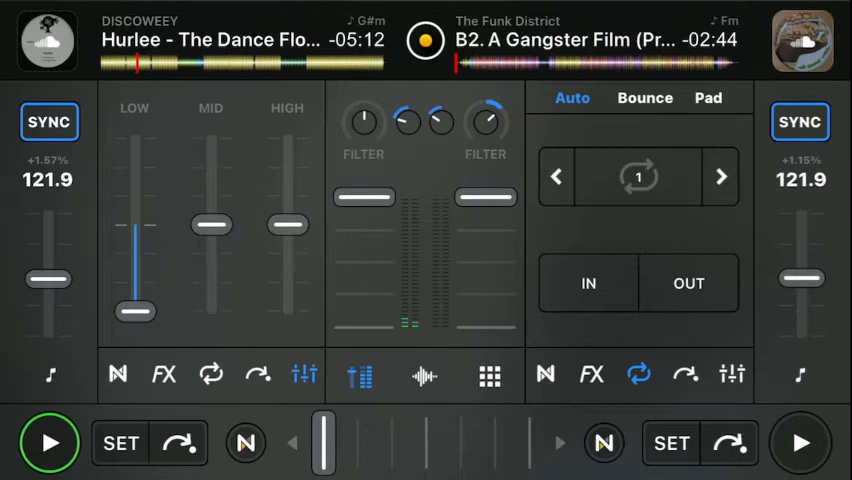 DISCOWEEY
♪ G#m
Hurlee - The Dance Flo... -05:12
The Funk District
♪ Fm
B2. A Gangster Film (Pr... -02:44
SYNC
+1.57%
121.9
LOW MID HIGH
FILTER FILTER
Auto Bounce Pad
1
IN OUT
SYNC
+1.15%
121.9
FX
FX
SET
SET